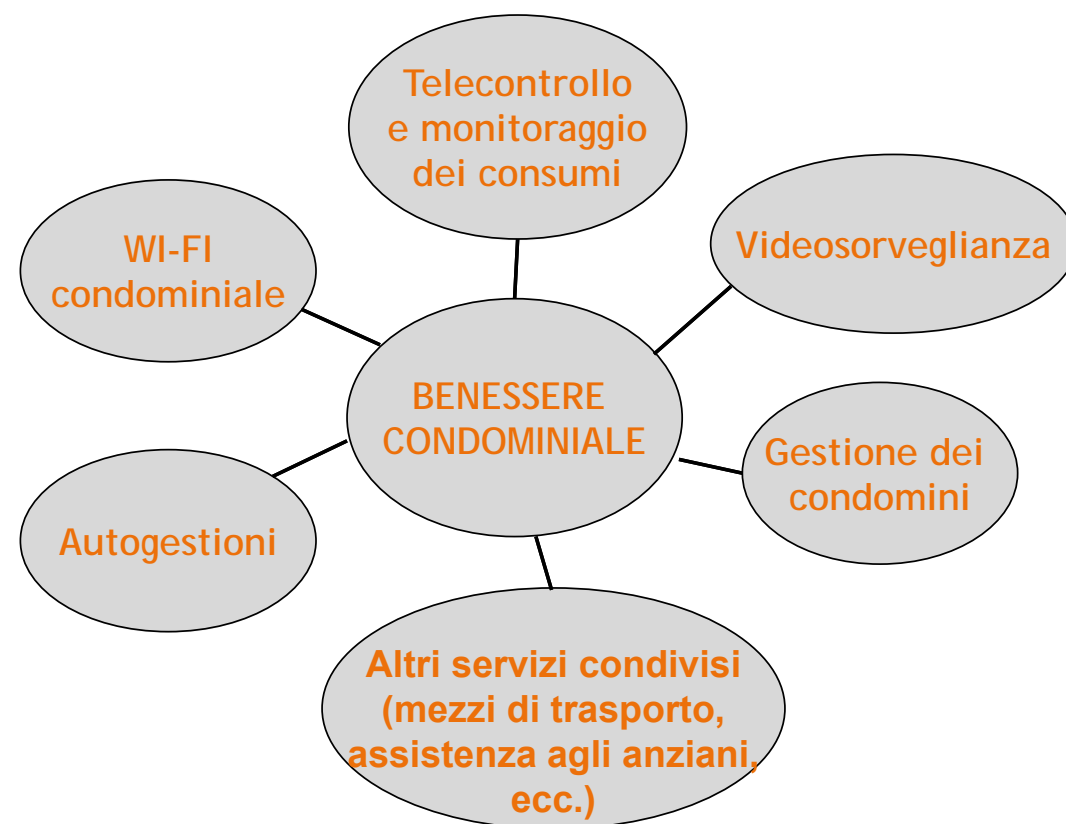 Telecontrollo
e monitoraggio
dei consumi
WI-FI
condominiale
Videosorveglianza
BENESSERE
CONDOMINIALE
Gestione dei
condomini
Autogestioni
Altri servizi condivisi
(mezzi di trasporto,
assistenza agli anziani,
ecc.)